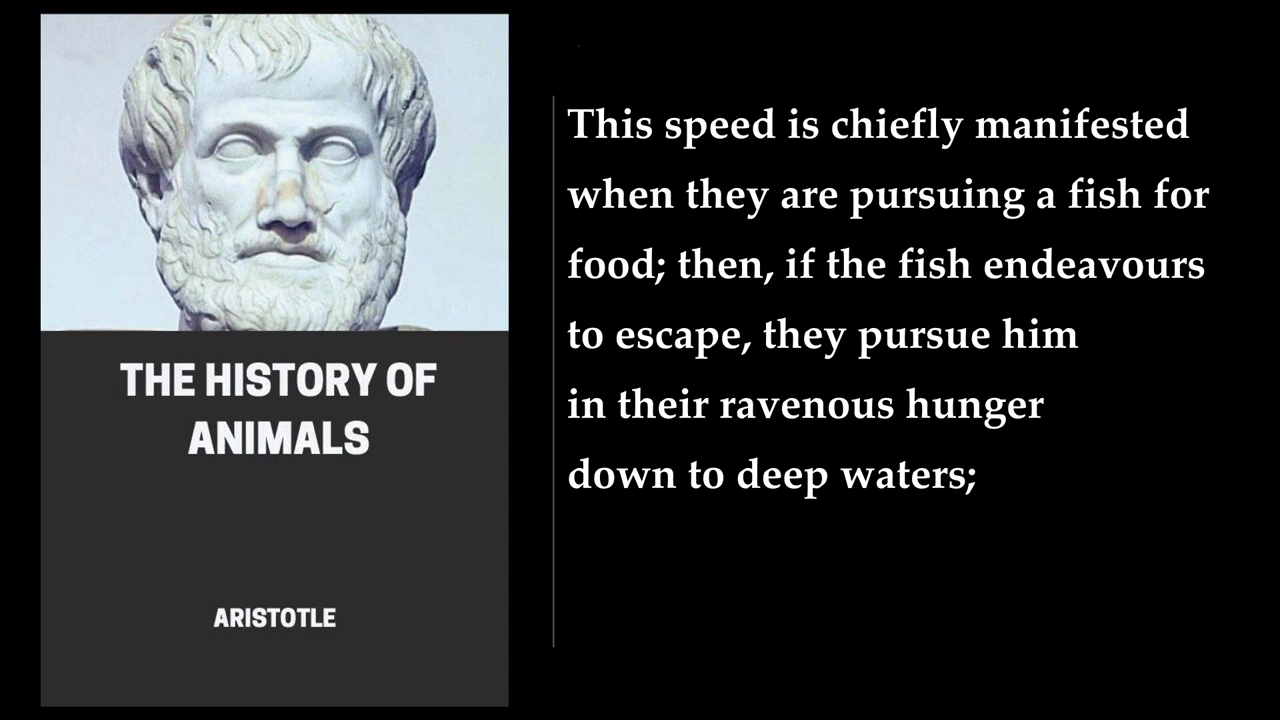 THE HISTORY OF
ANIMALS
ARISTOTLE
This speed is chiefly manifested
when they are pursuing a fish for
food; then, if the fish endeavours
to escape, they pursue him
in their ravenous hunger
down to deep waters;